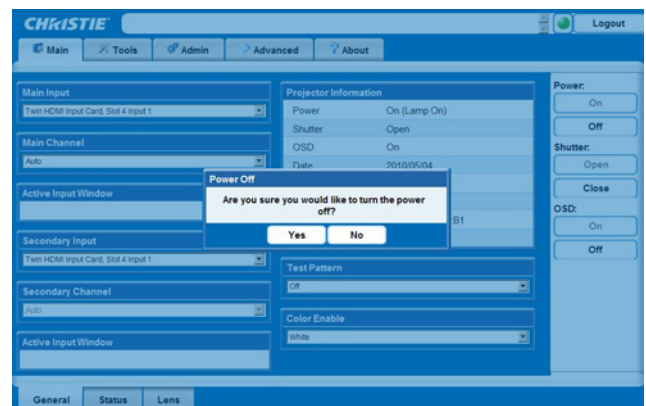 CHRISTIE
Logout
Main
Tools
Admin
Advanced
? About
Main Input
Twin HDMI Input Card, Slot 4 Input 1
Main Channel
Auto
Active Input Window
Secondary Input
Twin HDMI Input Card, Slot 4 Input 1
Secondary Channel
Auto
Active Input Window
Projector Information
Power On (Lamp On)
Shutter Open
OSD On
Date 2010/05/04
B1
Power Off
Are you sure you would like to turn the power
off?
Yes No
Test Pattern
Off
Color Enable
White
Power:
On
Off
Shutter:
Open
Close
OSD:
On
Off
General Status Lens